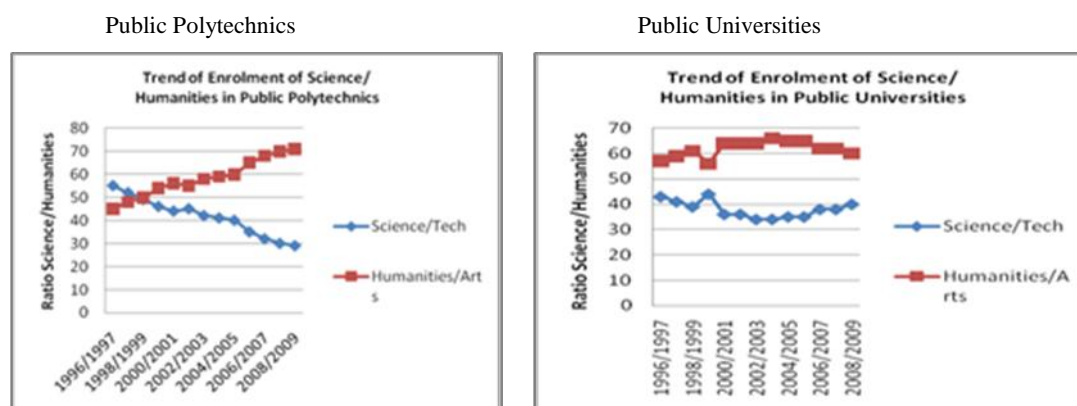 Public Polytechnics
Trend of Enrolment of Science/
Humanities in Public Polytechnics
Ratio Science/Humanities
80
70
60
50
40
30
20
10
0
1996/1997
1998/1999
2000/2001
2002/2003
2004/2005
2006/2007
2008/2009
Science/Tech
Humanities/Art
s
Public Universities
Trend of Enrolment of Science/
Humanities in Public Universities
Ratio Science/Humanities
70
60
50
40
30
20
10
0
1996/1997
1998/1999
2000/2001
2002/2003
2004/2005
2006/2007
2008/2009
Science/Tech
Humanities/A
rts